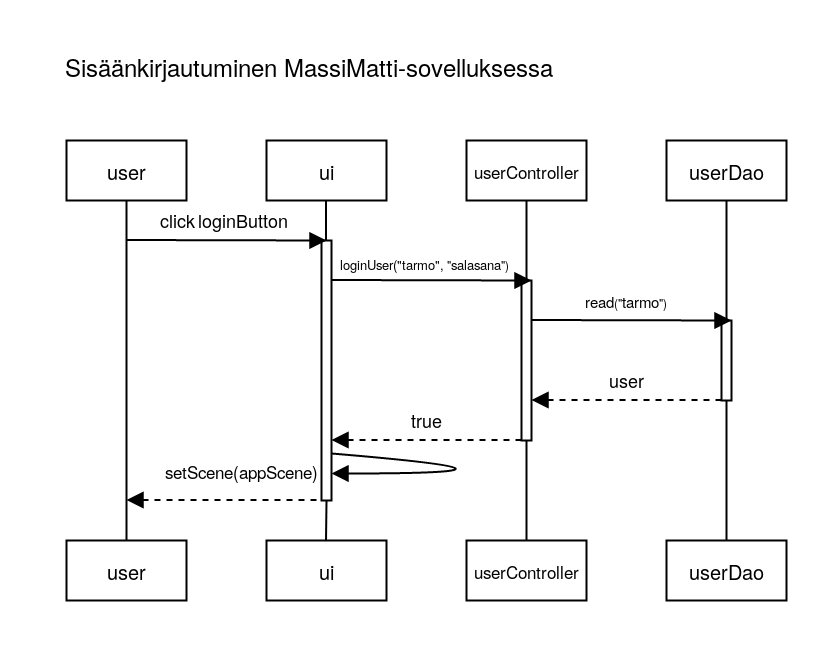 Sisäänkirjautuminen MassiMatti-sovelluksessa
user
ui
userController
userDao
click loginButton
loginUser("tarmo", "salasana")
read("tarmo")
user
true
setScene(appScene)
user
ui
userController
userDao